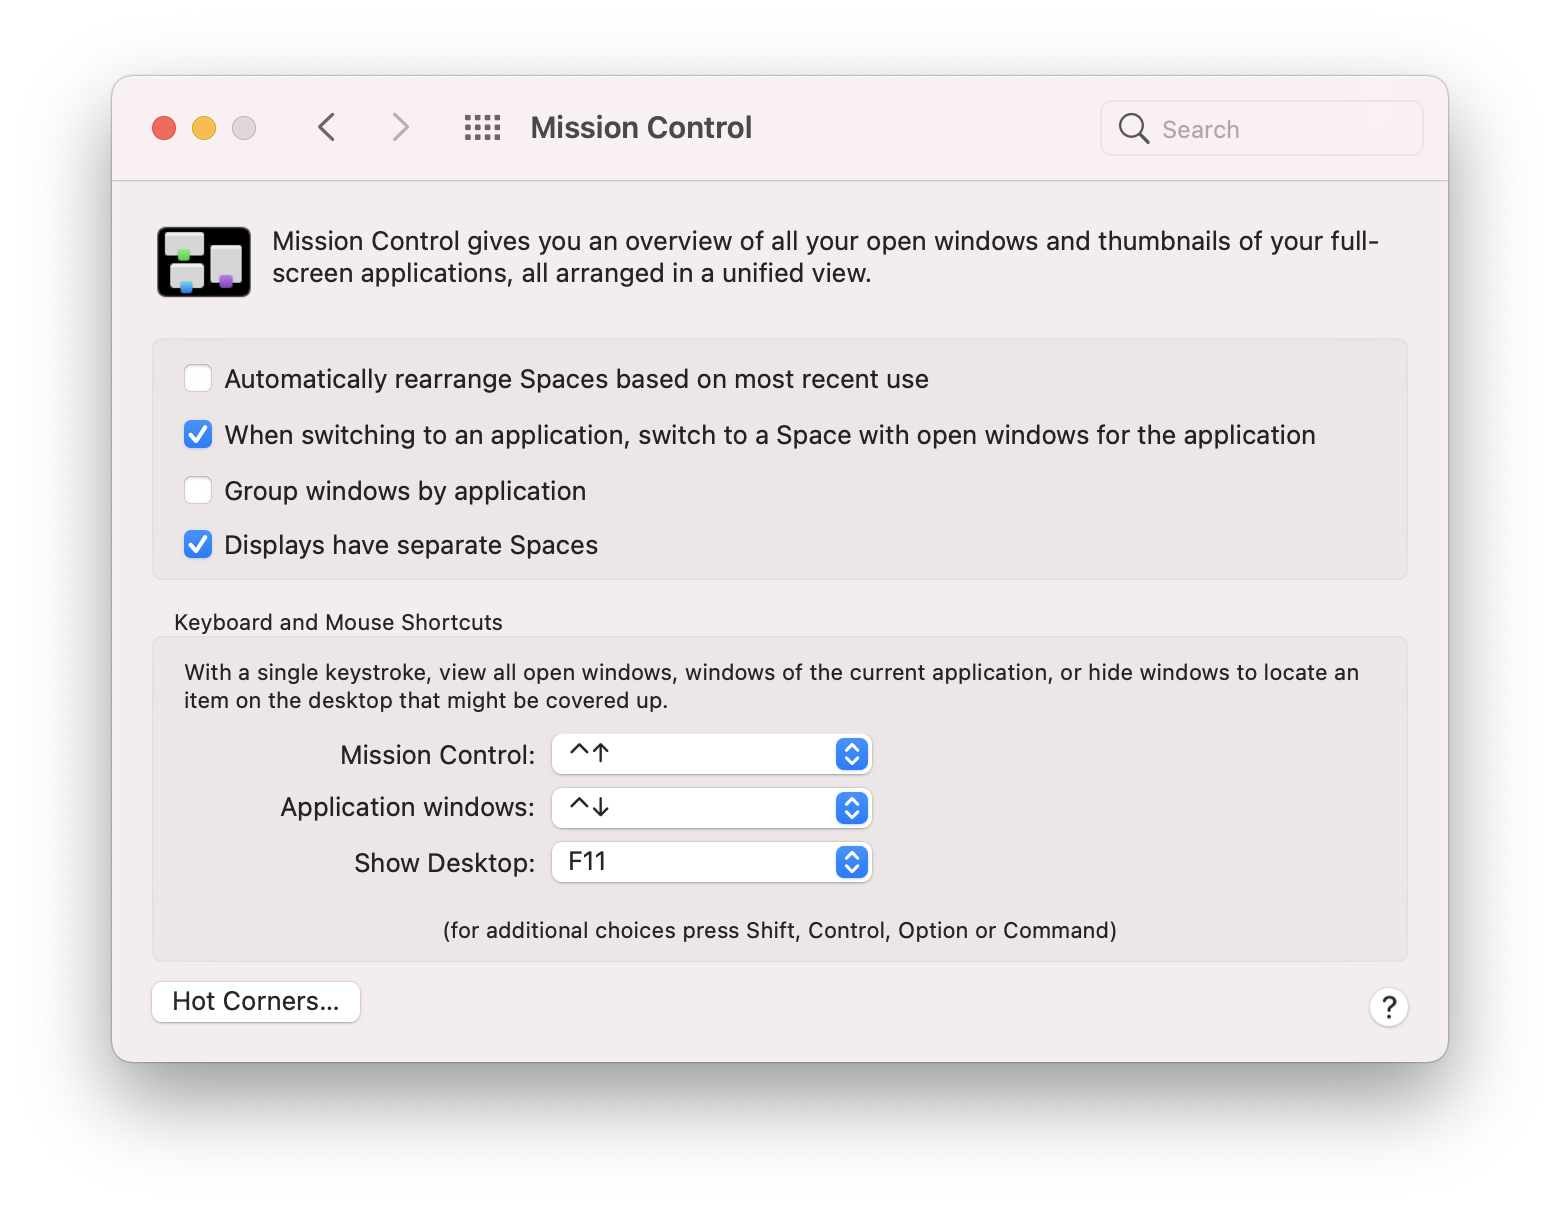 Mission Control
Search
Mission Control gives you an overview of all your open windows and thumbnails of your full-
screen applications, all arranged in a unified view.
Automatically rearrange Spaces based on most recent use
When switching to an application, switch to a Space with open windows for the application
Group windows by application
Displays have separate Spaces
Keyboard and Mouse Shortcuts
With a single keystroke, view all open windows, windows of the current application, or hide windows to locate an
item on the desktop that might be covered up.
Mission Control: ^↑
Application windows: ^↓
Show Desktop: F11
(for additional choices press Shift, Control, Option or Command)
Hot Corners...
?